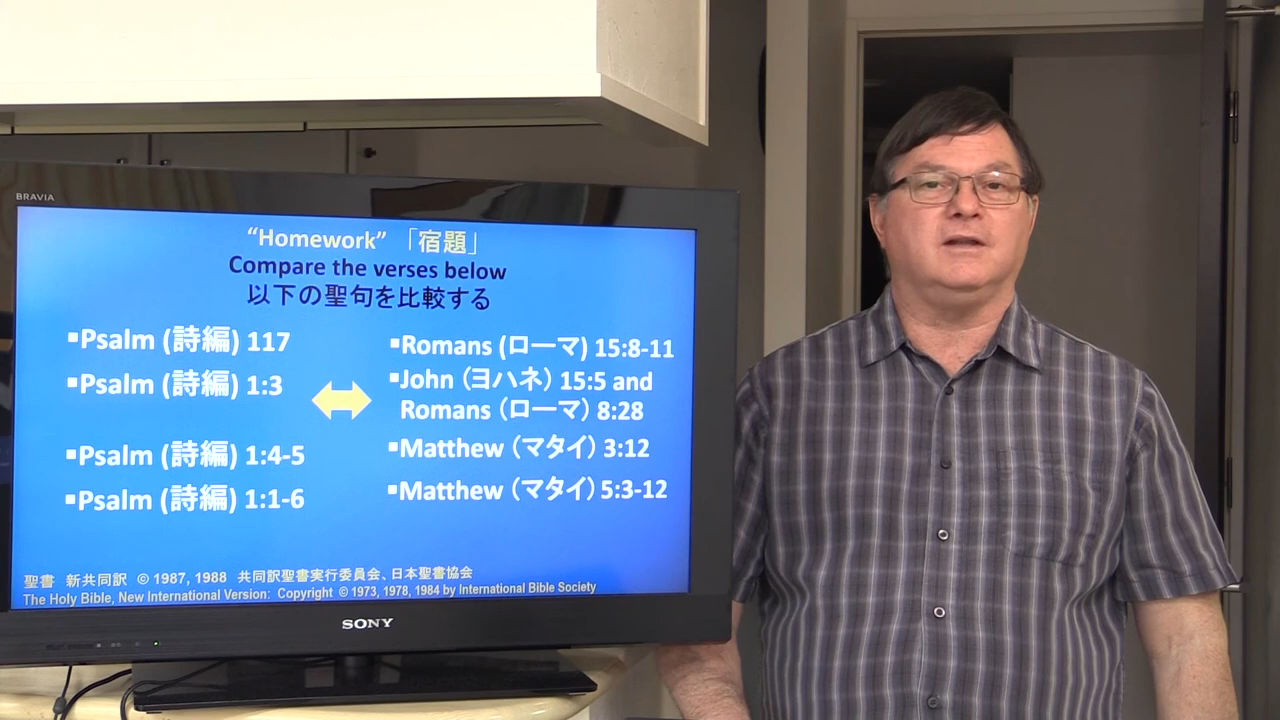 BRAVIA
“Homework” 「宿題」
Compare the verses below
以下の聖句を比較する
▪Psalm (詩編) 117
▪Psalm (詩編) 1:3
▪Psalm (詩編) 1:4-5
▪Psalm (詩編) 1:1-6
▪Romans (ローマ) 15:8-11
▪John (ヨハネ) 15:5 and
Romans (ローマ) 8:28
▪Matthew (マタイ) 3:12
▪Matthew (マタイ) 5:3-12
聖書 新共同訳 © 1987, 1988 共同訳聖書実行委員会、日本聖書協会
The Holy Bible, New International Version: Copyright © 1973, 1978, 1984 by International Bible Society
SONY